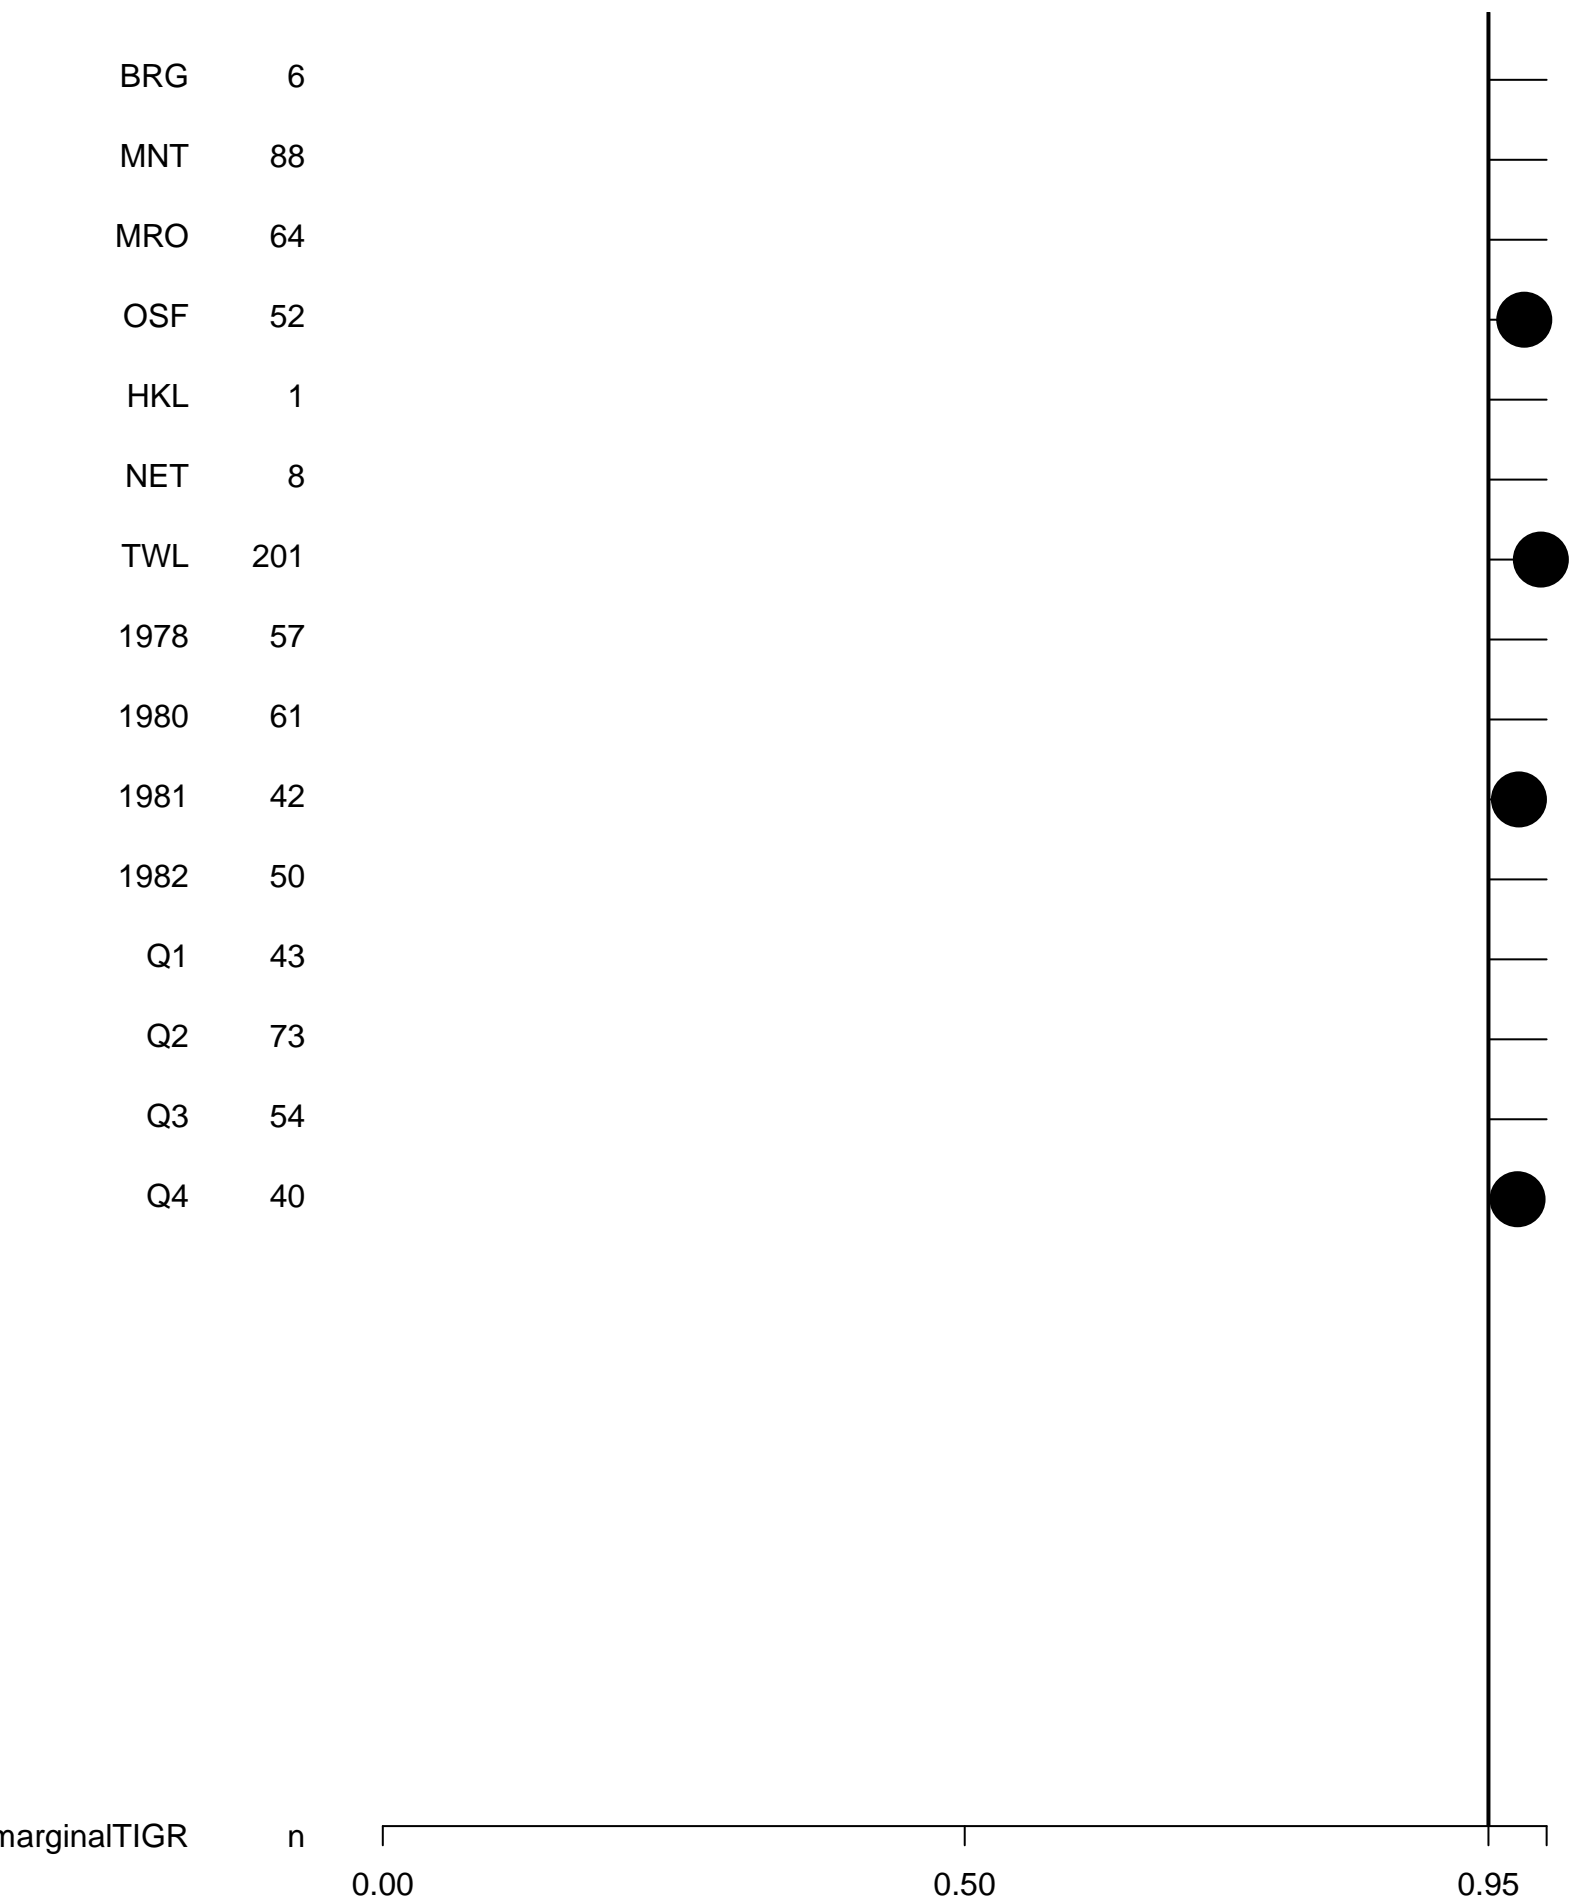 BRG 6
MNT 88
MRO 64
OSF 52
HKL 1
NET 8
TWL 201
1978 57
1980 61
1981 42
1982 50
Q1 43
Q2 73
Q3 54
Q4 40
marginalTIGR n
0.00 0.50 0.95